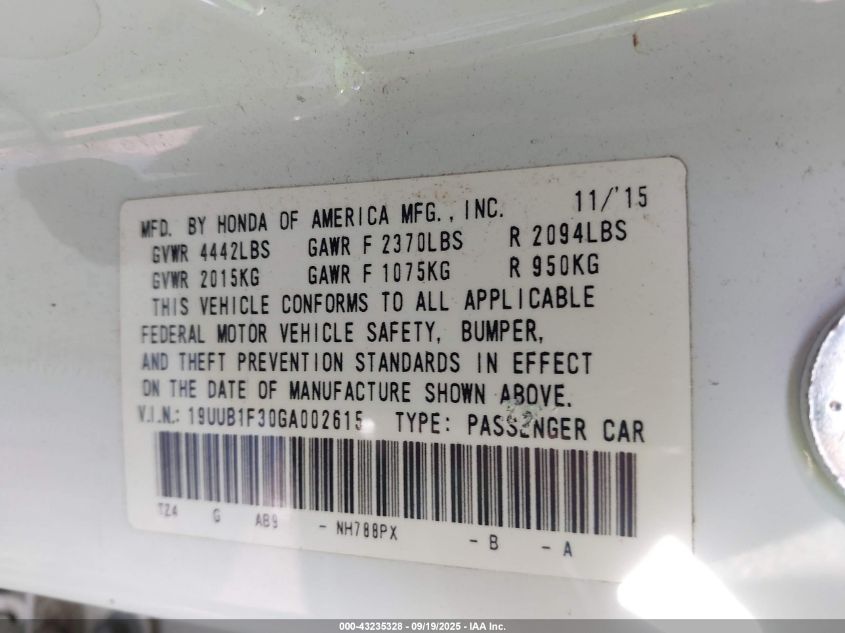 MFD. BY HONDA OF AMERICA MFG., INC. 11/'15
GVWR 4442LBS GAWR F 2370LBS R 2094LBS
GVWR 2015KG GAWR F 1075KG R 950KG
THIS VEHICLE CONFORMS TO ALL APPLICABLE
FEDERAL MOTOR VEHICLE SAFETY, BUMPER,
AND THEFT PREVENTION STANDARDS IN EFFECT
ON THE DATE OF MANUFACTURE SHOWN ABOVE.
V.I.N.: 19UUB1F30GA002615 TYPE: PASSENGER CAR
TZ4 G AB9 - NH788PX - B - A
000-43235328 - 09/19/2025 - IAA Inc.